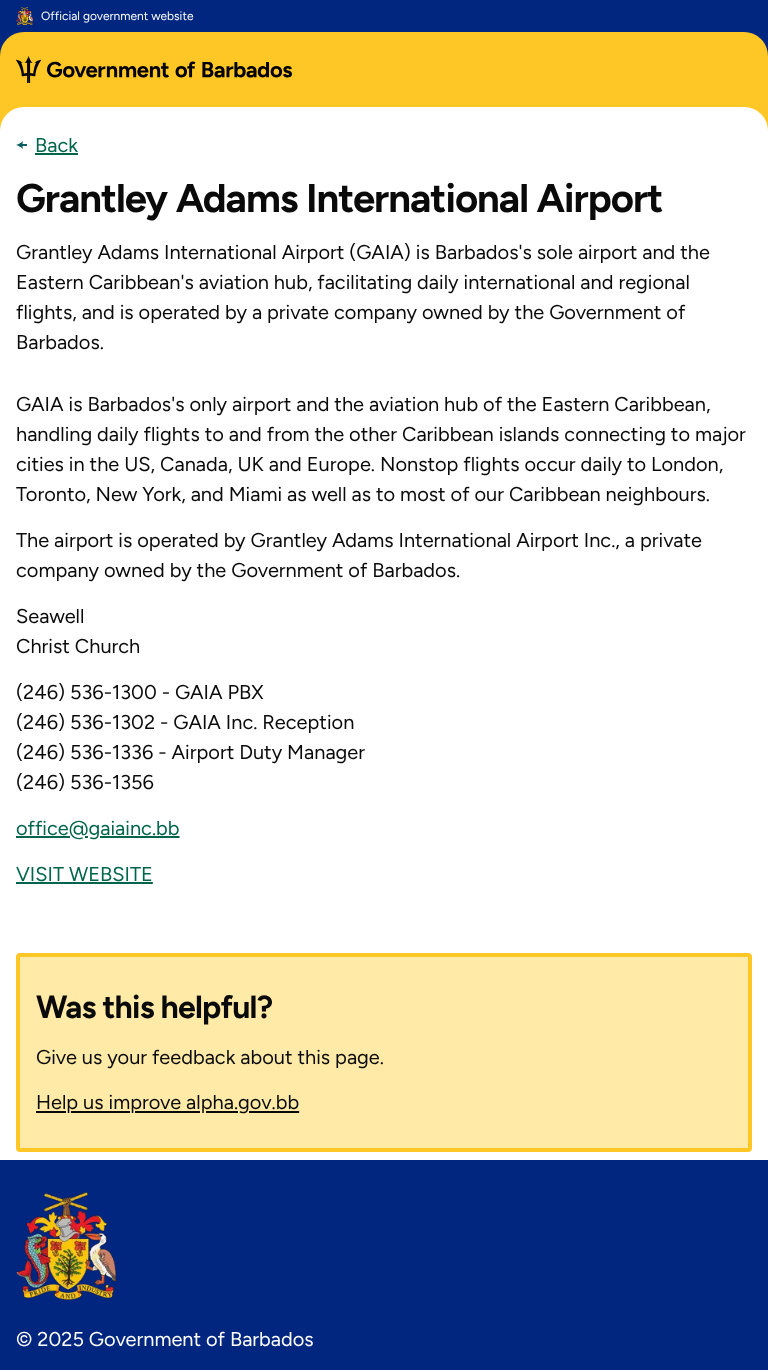 Official government website
Government of Barbados
Back
Grantley Adams International Airport
Grantley Adams International Airport (GAIA) is Barbados's sole airport and the
Eastern Caribbean's aviation hub, facilitating daily international and regional
flights, and is operated by a private company owned by the Government of
Barbados.
GAIA is Barbados's only airport and the aviation hub of the Eastern Caribbean,
handling daily flights to and from the other Caribbean islands connecting to major
cities in the US, Canada, UK and Europe. Nonstop flights occur daily to London,
Toronto, New York, and Miami as well as to most of our Caribbean neighbours.
The airport is operated by Grantley Adams International Airport Inc., a private
company owned by the Government of Barbados.
Seawell
Christ Church
(246) 536-1300 - GAIA PBX
(246) 536-1302 - GAIA Inc. Reception
(246) 536-1336 - Airport Duty Manager
(246) 536-1356
office@gaiainc.bb
VISIT WEBSITE
Was this helpful?
Give us your feedback about this page.
Help us improve alpha.gov.bb
PRIDE AND INDUSTRY
© 2025 Government of Barbados